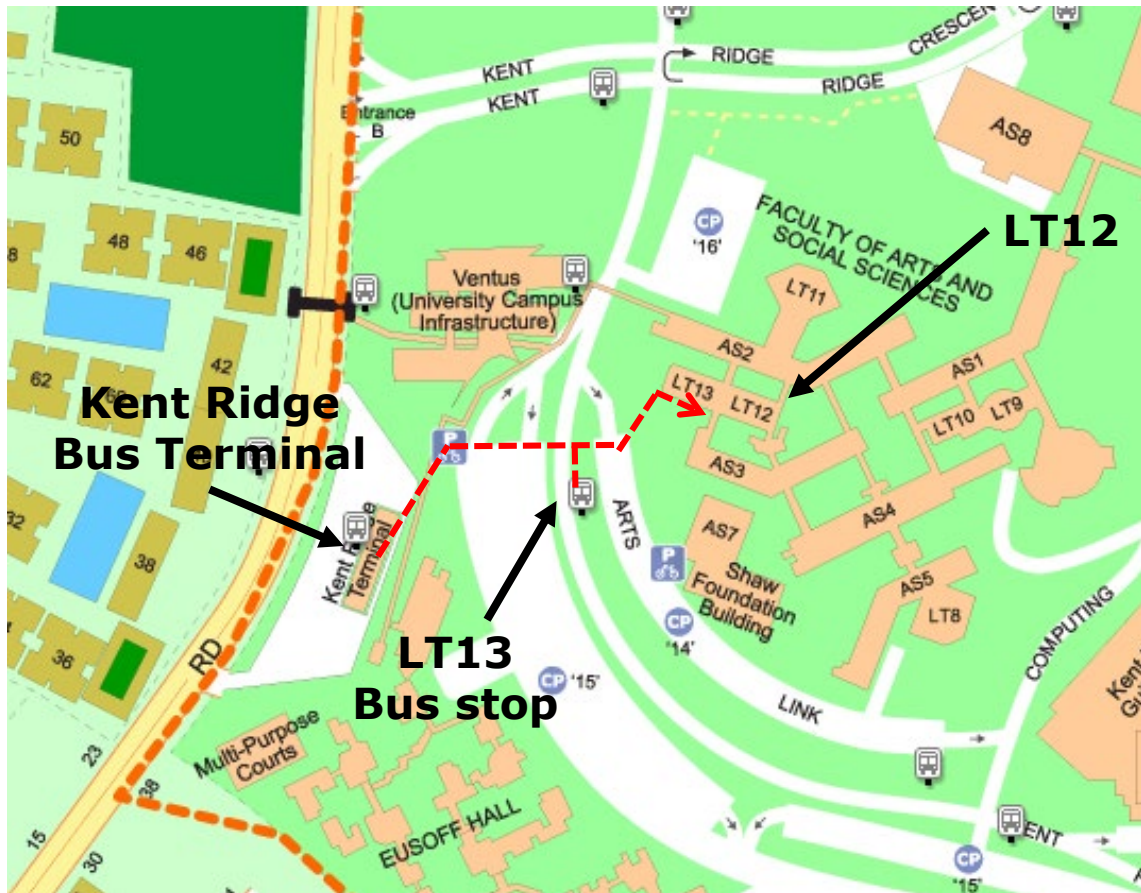 CRESCEN
KENT
RIDGE
KENT
RIDGE
Entrance
B
50
AS8
CP
'16'
FACULTY OF ARTS AND
SOCIAL SCIENCES
LT12
48
46
8
Ventus
(University Campus
Infrastructure)
LT11
AS2
AS1
42
62
LT13
LT12
LT10
LT9
Kent Ridge
Bus Terminal
P
AS3
ARTS
AS4
32
38
Kent Ridge
Terminal
AS7
P
Shaw
Foundation
Building
AS5
LT8
36
RD
LT13
Bus stop
CP
'14'
CP '15'
COMPUTING
LINK
Multi-Purpose
Courts
23
38
15
30
EUSOFF HALL
ENT
CP
'15'